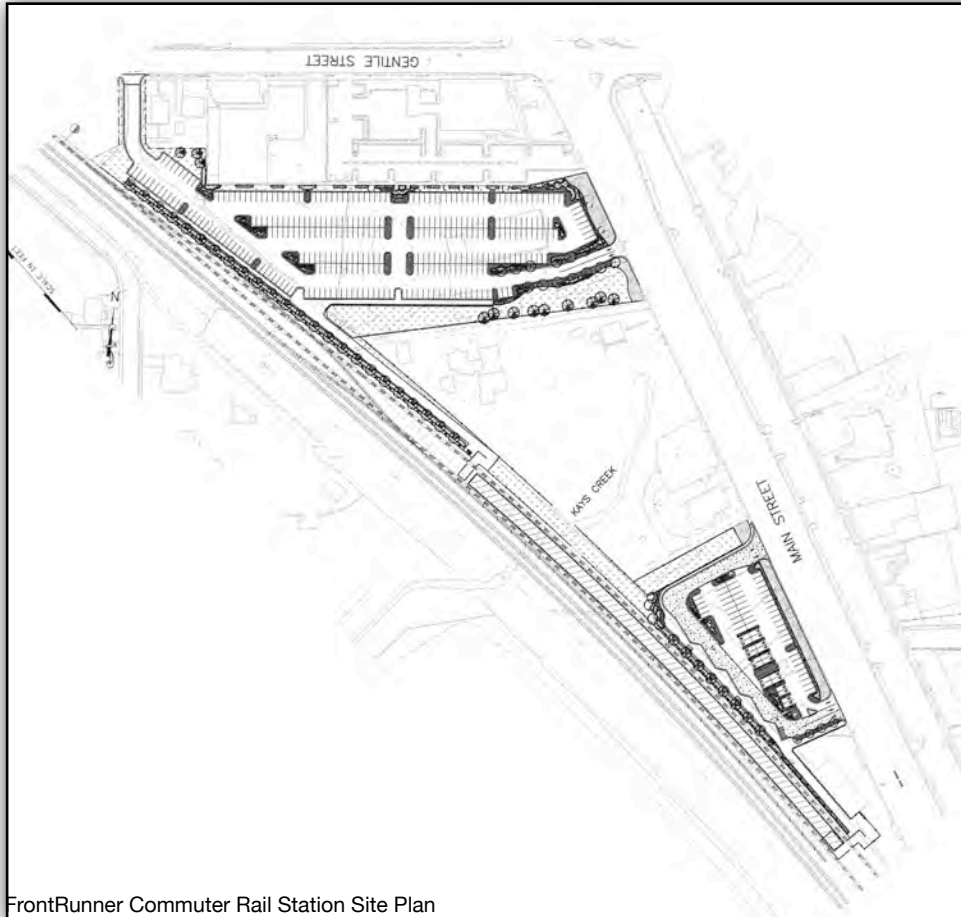 GENTILE STREET
SCALE IN FEET
N
KAYS CREEK
MAIN STREET
FrontRunner Commuter Rail Station Site Plan